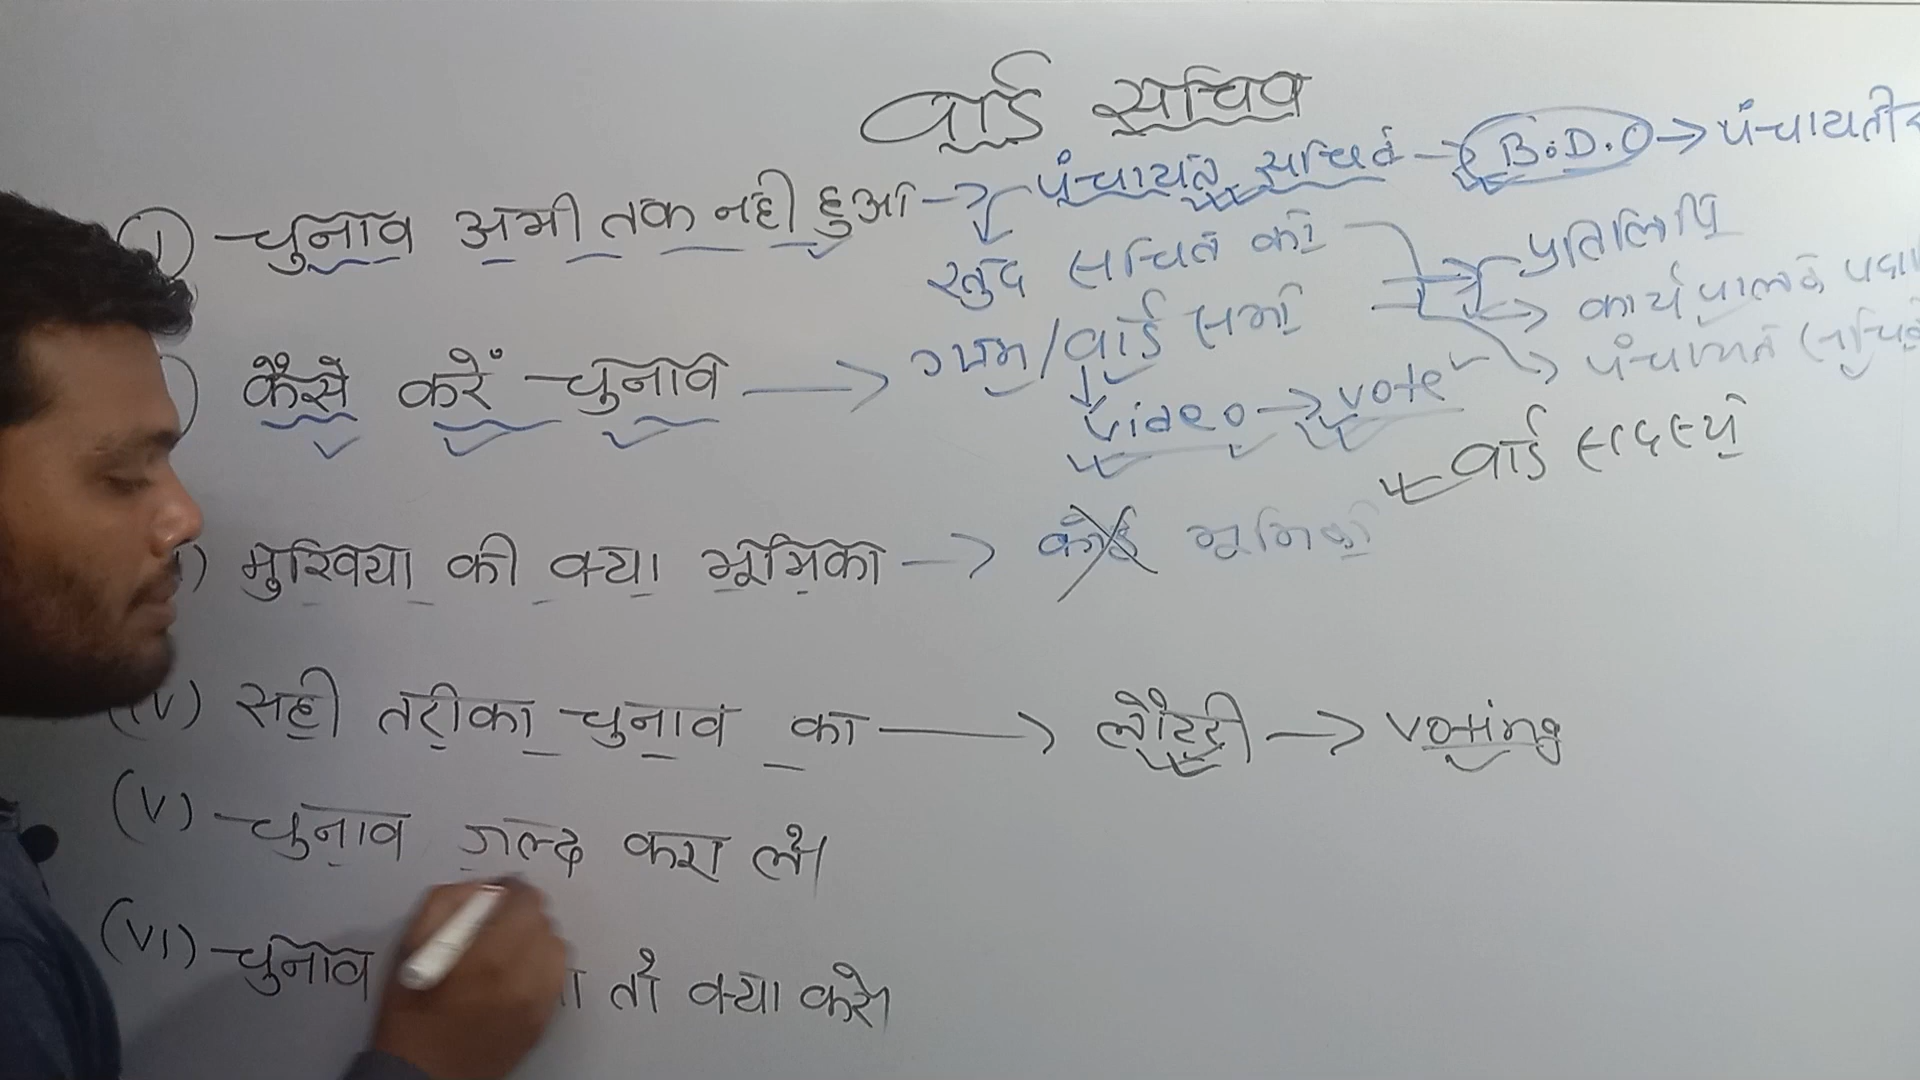 वार्ड सचिव
(I) चुनाव अभी तक नही हुआ → पंचायत सचिव → B.D.O → पंचायती
खुद सचिव को → प्रतिलिपि
कैसे करें चुनाव → ग्राम/वार्ड सभा → कार्यपालक
video → vote → पंचायत सचिव
वार्ड सदस्यो
मुखिया की क्या भूमिका → कोई भूमिका
(IV) सही तरीका चुनाव का → लौटरी → voting
(V) चुनाव जल्द करा लें।
(VI) चुनाव तो क्या करें।